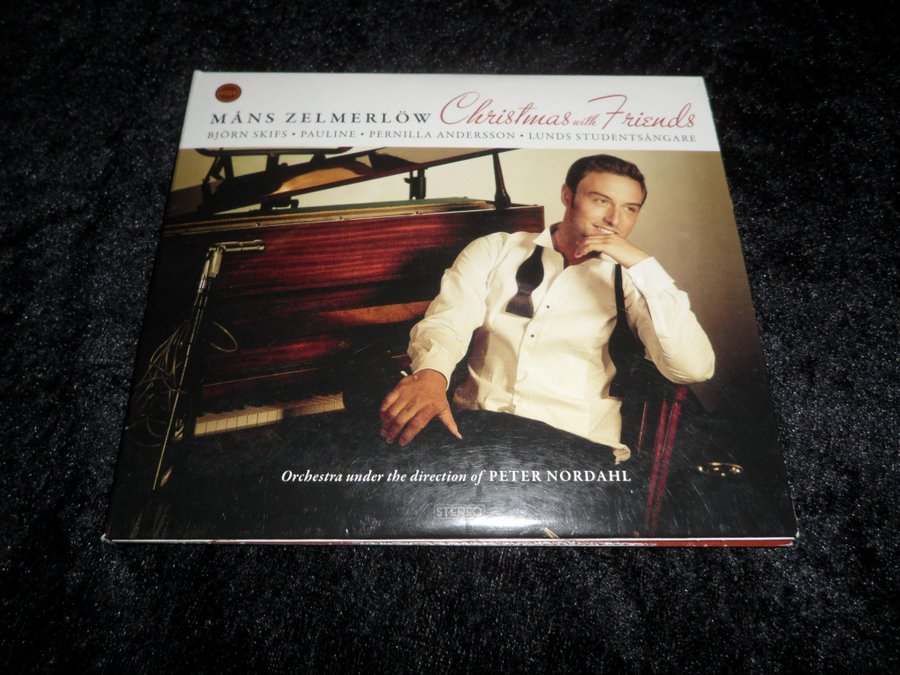 MÅNS ZELMERLÖW Christmas with Friends
BJÖRN SKIFS • PAULINE • PERNILLA ANDERSSON • LUNDS STUDENTSÅNGARE
Orchestra under the direction of PETER NORDAHL
STEREO